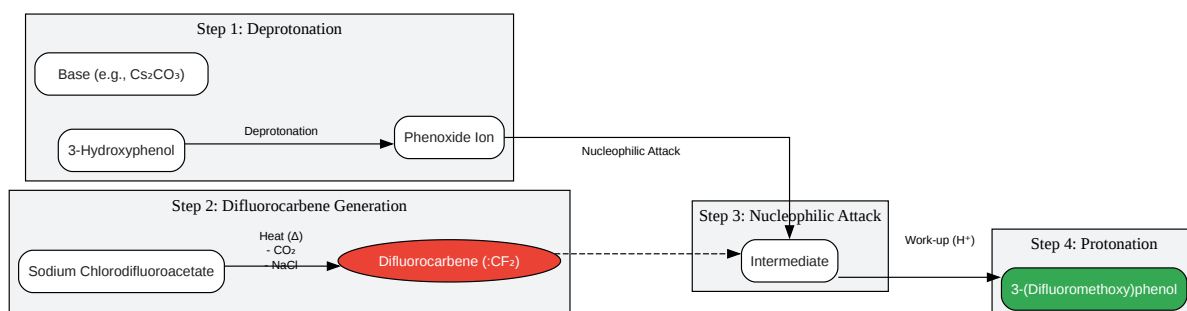 Step 1: Deprotonation
Base (e.g., Cs₂CO₃)
3-Hydroxyphenol
Deprotonation
Phenoxide Ion
Nucleophilic Attack
Step 2: Difluorocarbene Generation
Sodium Chlorodifluoroacetate
Heat (Δ)
- CO₂
- NaCl
Difluorocarbene (:CF₂)
Step 3: Nucleophilic Attack
Intermediate
Work-up (H⁺)
Step 4: Protonation
3-(Difluoromethoxy)phenol